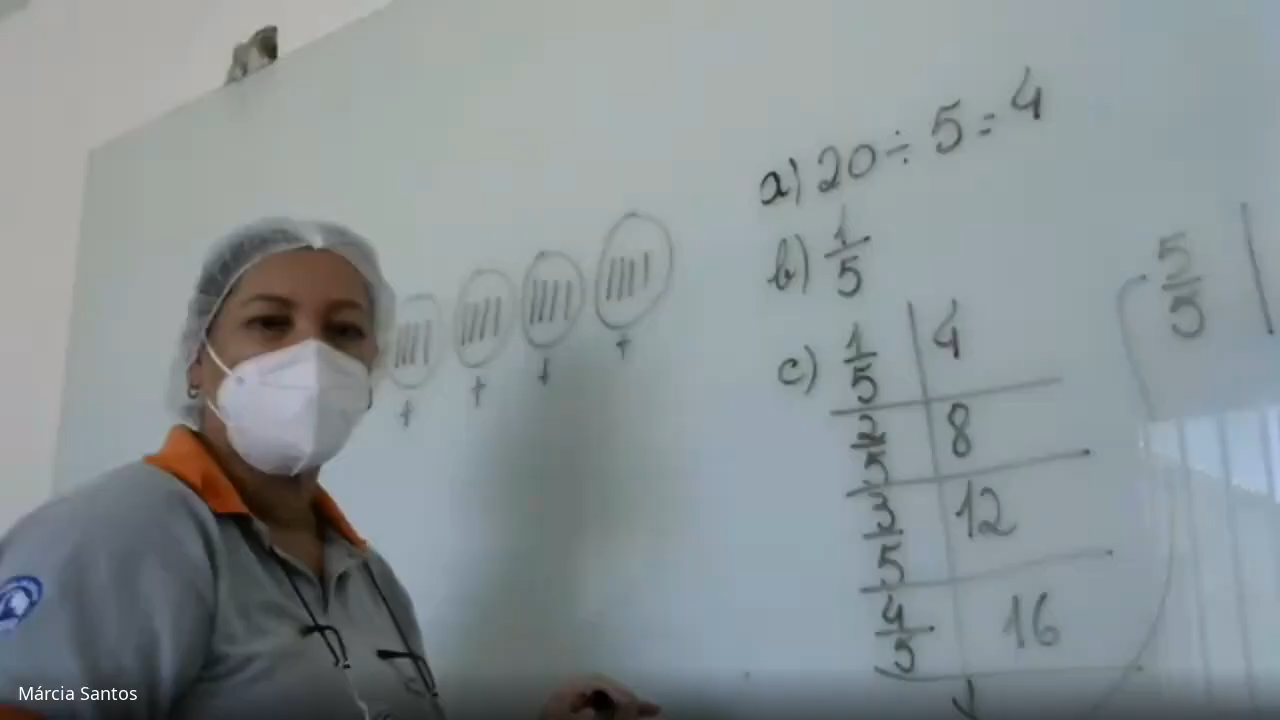 a) 20 ÷ 5 = 4
b) 1/5
c) 1/5 | 4
2/5 | 8
3/5 | 12
4/5 | 16
5/5
+ + + +
Márcia Santos